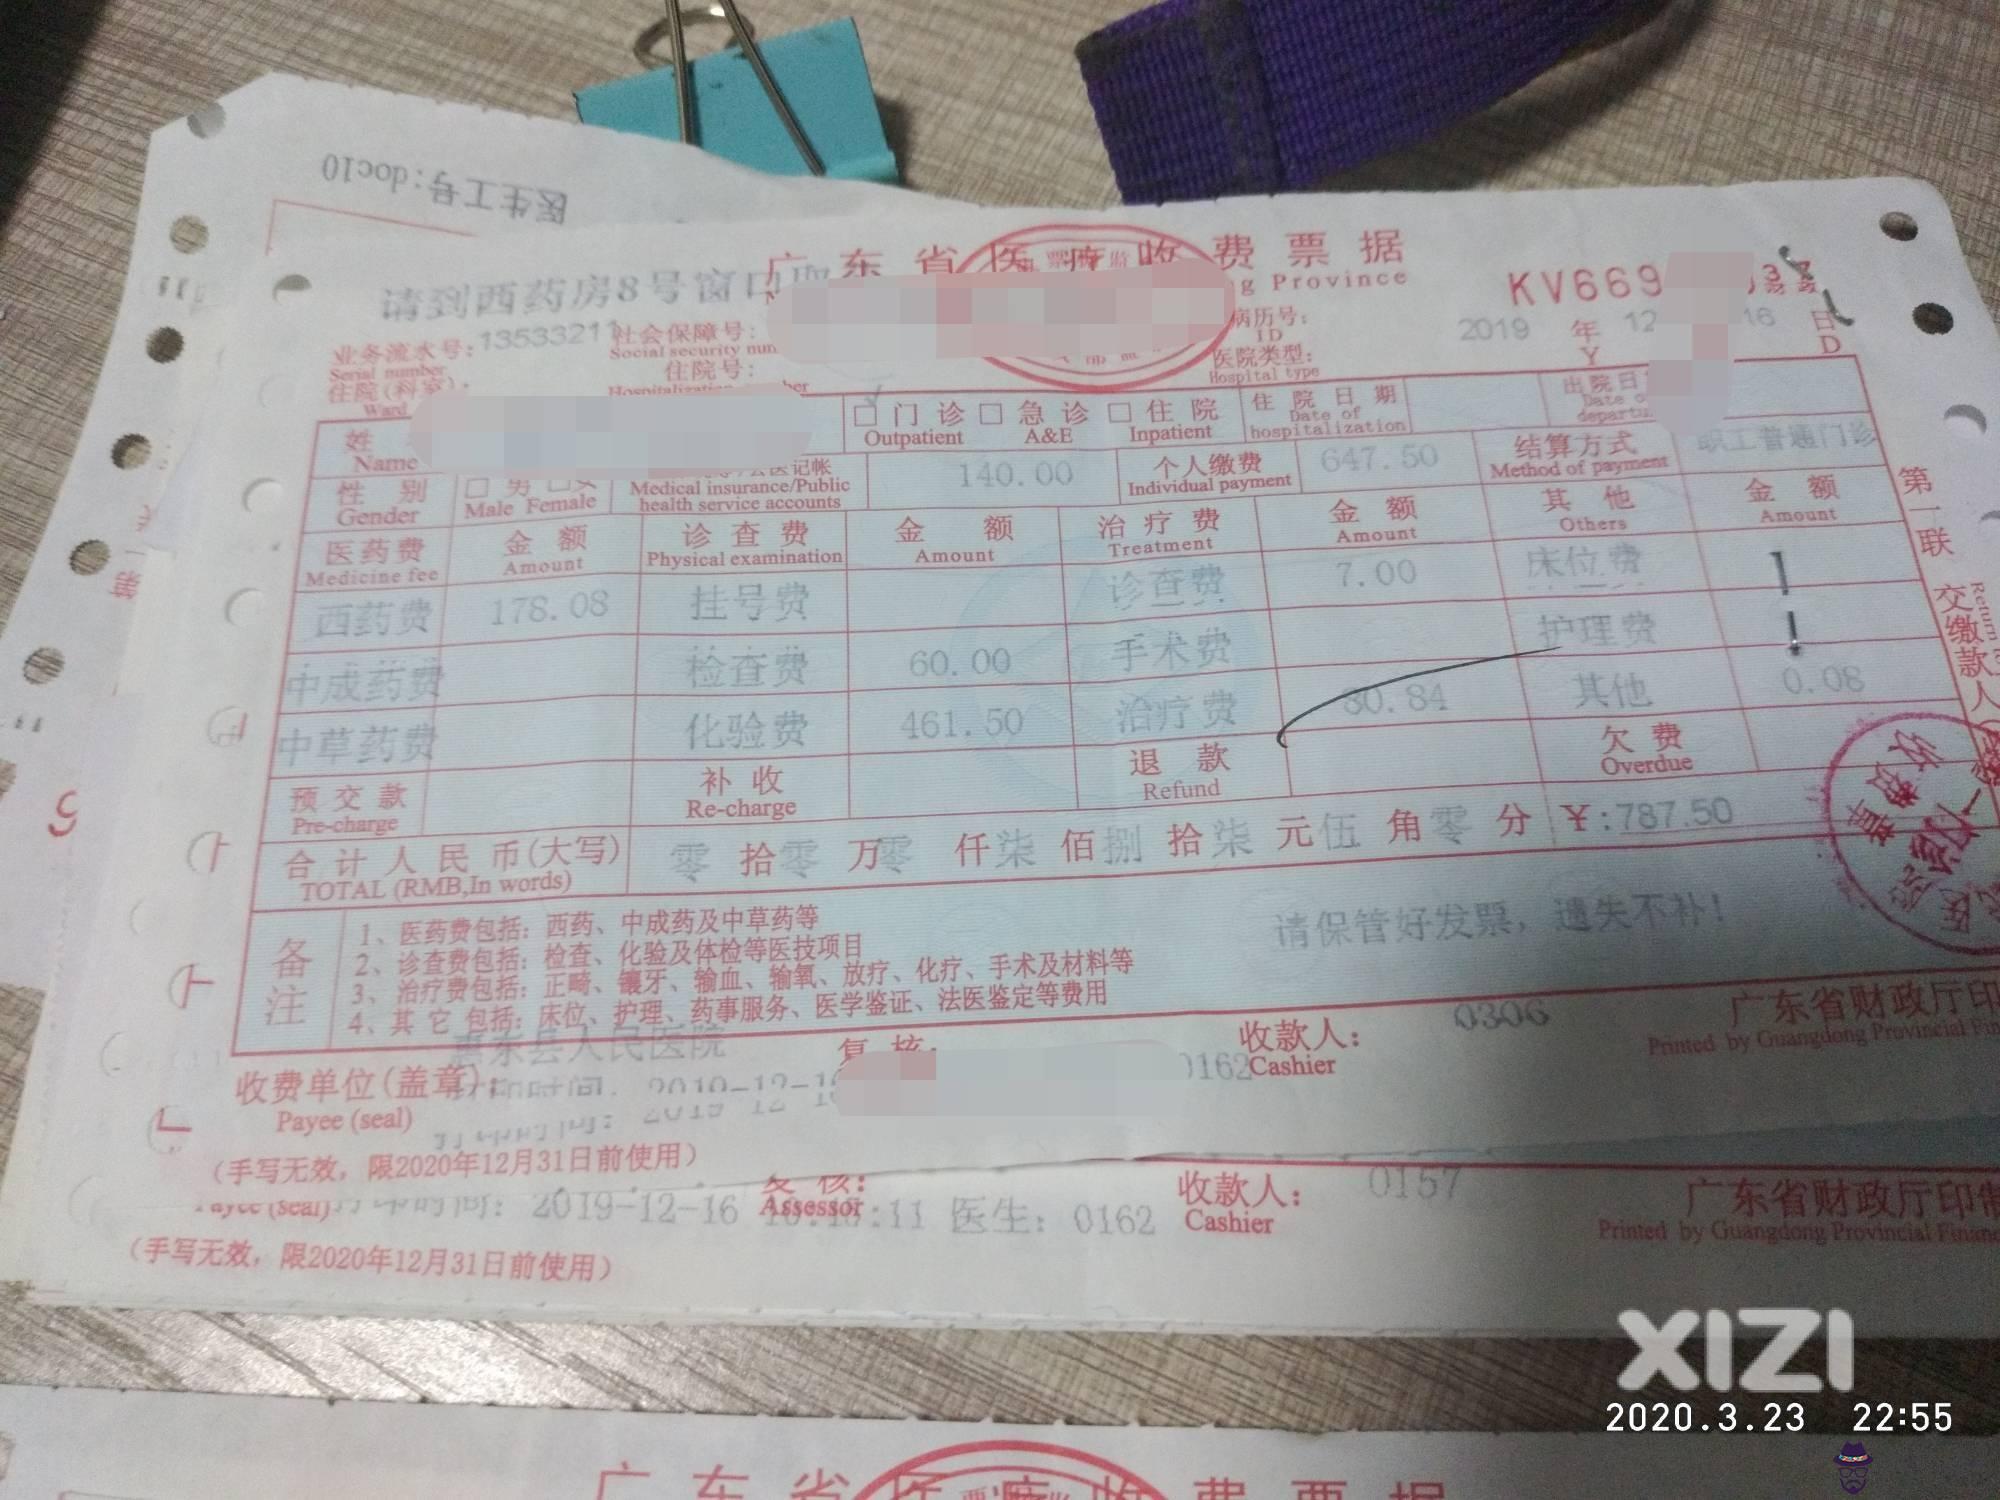 医生工号:doc10
广东省医疗收费票据
g Province
请到西药房8号窗口取
KV669
业务流水号:13533211
Serial number
社会保障号:
Social security num
病历号:
ID
2019 年 12 16 日
Y D
住院(科室):
Ward
住院号:
医院类型:
Hospital type
姓
Name
□ 门诊 □ 急诊 □ 住院
Outpatient A&E Inpatient
住院日期
Date of hospitalization
出院日
Date o
departu
性别
Gender
□ 男 □女
Male Female
医记帐
Medical insurance/Public health service accounts
140.00
个人缴费
Individual payment
647.50
结算方式
Method of payment
职工普通门诊
医药费 金额 诊查费 金额 治疗费 金额 其他 金额
Medicine fee Amount Physical examination Amount Treatment Amount Others Amount
西药费 178.08 挂号费 诊查费 7.00 床位费
中成药费 检查费 60.00 手术费 护理费
中草药费 化验费 461.50 治疗费 80.84 其他 0.08
预交款 补收 退款 欠费
Pre-charge Re-charge Refund Overdue
合计人民币(大写) 零拾零万零仟柒佰捌拾柒元伍角零分 ¥:787.50
TOTAL (RMB,In words)
备注
1、医药费包括：西药、中成药及中草药等
2、诊查费包括：检查、化验及体检等医技项目
3、治疗费包括：正畸、镶牙、输血、输氧、放疗、化疗、手术及材料等
4、其它包括：床位、护理、药事服务、医学鉴证、法医鉴定等费用
请保管好发票，遗失不补!
第一联 交缴款人
惠东县人民医院
收费单位(盖章):
Payee (seal)
复核:
0162
收款人:
Cashier
0306
广东省财政厅印
Printed by Guangdong Provincial Fin
(手写无效，限2020年12月31日前使用)
Payee (seal)
2019-12-16
复核:
Assessor
:11 医生: 0162
收款人:
Cashier
0157
广东省财政厅印制
Printed by Guangdong Provincial Financ
(手写无效，限2020年12月31日前使用)
XIZI
2020.3.23 22:55
广东省医疗收费票据